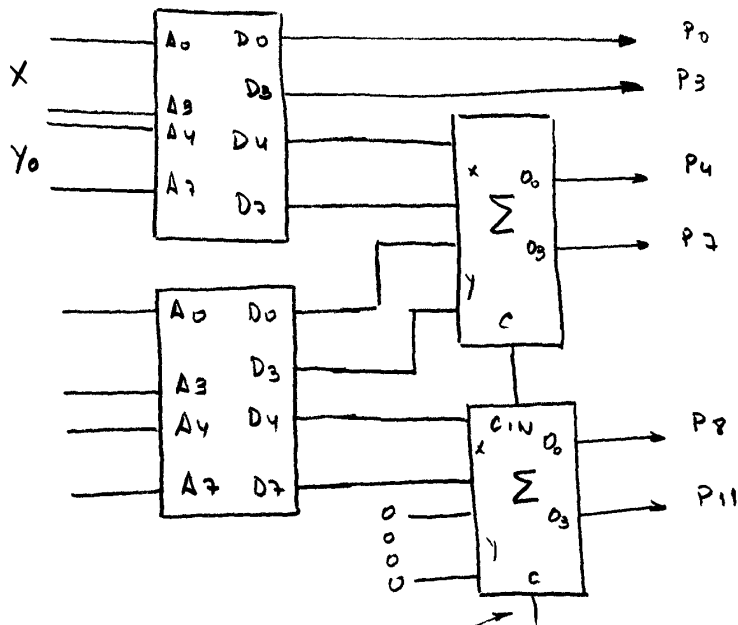 A0 D0 P0
X D3 P3
A3
A4 D4 P4
Y0 x O0
A7 D7 Σ
O3 P7
y
A0 D0 C
D3
A3
A4 D4 CIN O0 P8
x
A7 D7 Σ
0 O3 P11
0
0 y
0 C